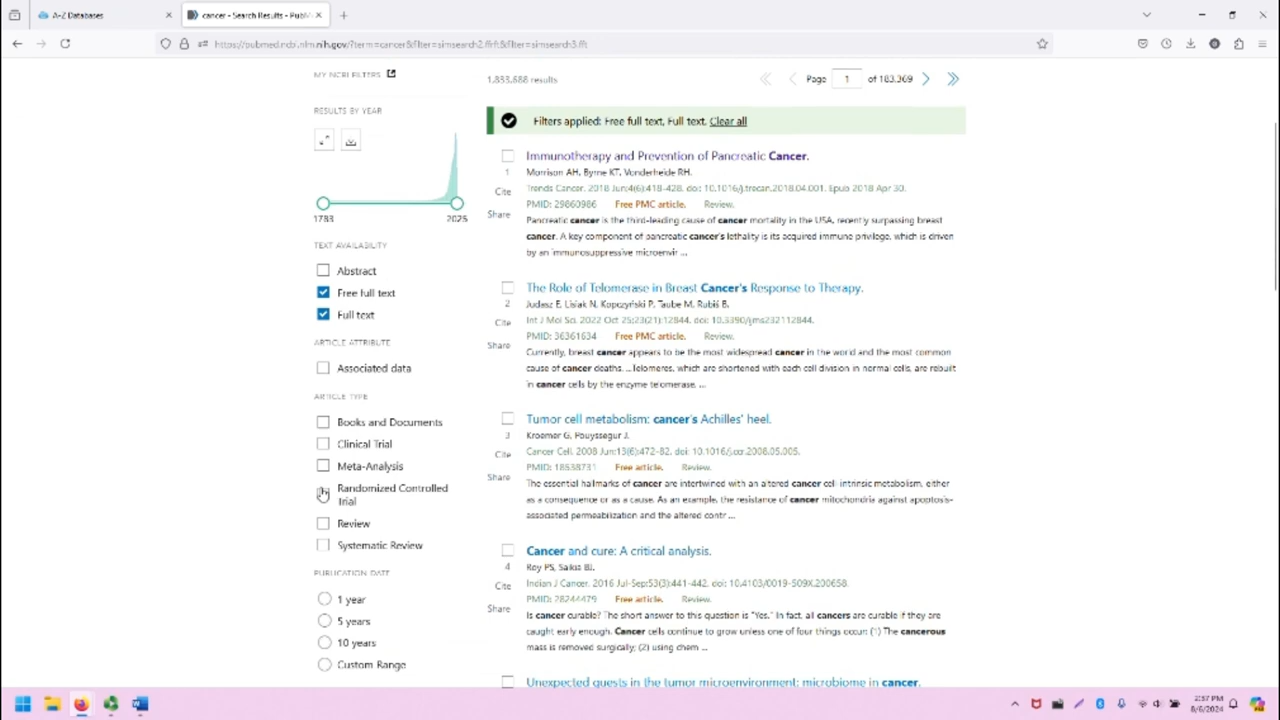 A-Z Databases
cancer - Search Results - PubM
https://pubmed.ncbi.nlm.nih.gov/?term=cancer&filter=simsearch2.ffrft&filter=simsearch3.fft
MY NCBI FILTERS
1,833,688 results
Page 1 of 183,369
RESULTS BY YEAR
1783 2025
TEXT AVAILABILITY
Abstract
Free full text
Full text
ARTICLE ATTRIBUTE
Associated data
ARTICLE TYPE
Books and Documents
Clinical Trial
Meta-Analysis
Randomized Controlled
Trial
Review
Systematic Review
PUBLICATION DATE
1 year
5 years
10 years
Custom Range
Filters applied: Free full text, Full text. Clear all
Immunotherapy and Prevention of Pancreatic Cancer.
1
Morrison AH, Byrne KT, Vonderheide RH.
Cite
Trends Cancer. 2018 Jun;4(6):418-428. doi: 10.1016/j.trecan.2018.04.001. Epub 2018 Apr 30.
PMID: 29860986 Free PMC article. Review.
Share
Pancreatic cancer is the third-leading cause of cancer mortality in the USA, recently surpassing breast
cancer. A key component of pancreatic cancer's lethality is its acquired immune privilege, which is driven
by an immunosuppressive microenvir ...
The Role of Telomerase in Breast Cancer's Response to Therapy.
2
Judasz E, Lisiak N, Kopczyński P, Taube M, Rubiś B.
Cite
Int J Mol Sci. 2022 Oct 25;23(21):12844. doi: 10.3390/ijms232112844.
PMID: 36361634 Free PMC article. Review.
Share
Currently, breast cancer appears to be the most widespread cancer in the world and the most common
cause of cancer deaths. ...Telomeres, which are shortened with each cell division in normal cells, are rebuilt
in cancer cells by the enzyme telomerase. ...
Tumor cell metabolism: cancer's Achilles' heel.
3
Kroemer G, Pouyssegur J.
Cite
Cancer Cell. 2008 Jun;13(6):472-82. doi: 10.1016/j.ccr.2008.05.005.
PMID: 18538731 Free article. Review.
Share
The essential hallmarks of cancer are intertwined with an altered cancer cell-intrinsic metabolism, either
as a consequence or as a cause. As an example, the resistance of cancer mitochondria against apoptosis-
associated permeabilization and the altered contr ...
Cancer and cure: A critical analysis.
4
Roy PS, Saikia BJ.
Cite
Indian J Cancer. 2016 Jul-Sep;53(3):441-442. doi: 10.4103/0019-509X.200658.
PMID: 28244479 Free article. Review.
Share
Is cancer curable? The short answer to this question is "Yes." In fact, all cancers are curable if they are
caught early enough. Cancer cells continue to grow unless one of four things occur: (1) The cancerous
mass is removed surgically; (2) using chem ...
Unexpected guests in the tumor microenvironment: microbiome in cancer.
2:37 PM
8/6/2024